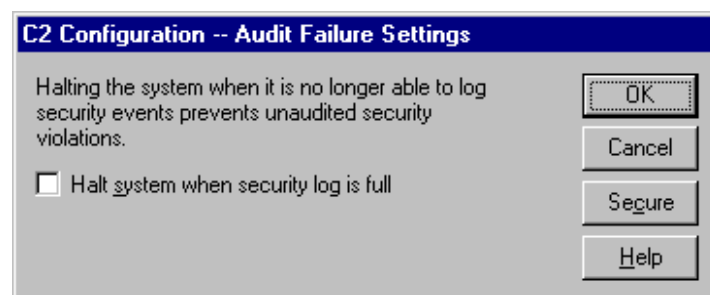 C2 Configuration -- Audit Failure Settings
Halting the system when it is no longer able to log
security events prevents unaudited security
violations.
Halt system when security log is full
OK
Cancel
Secure
Help